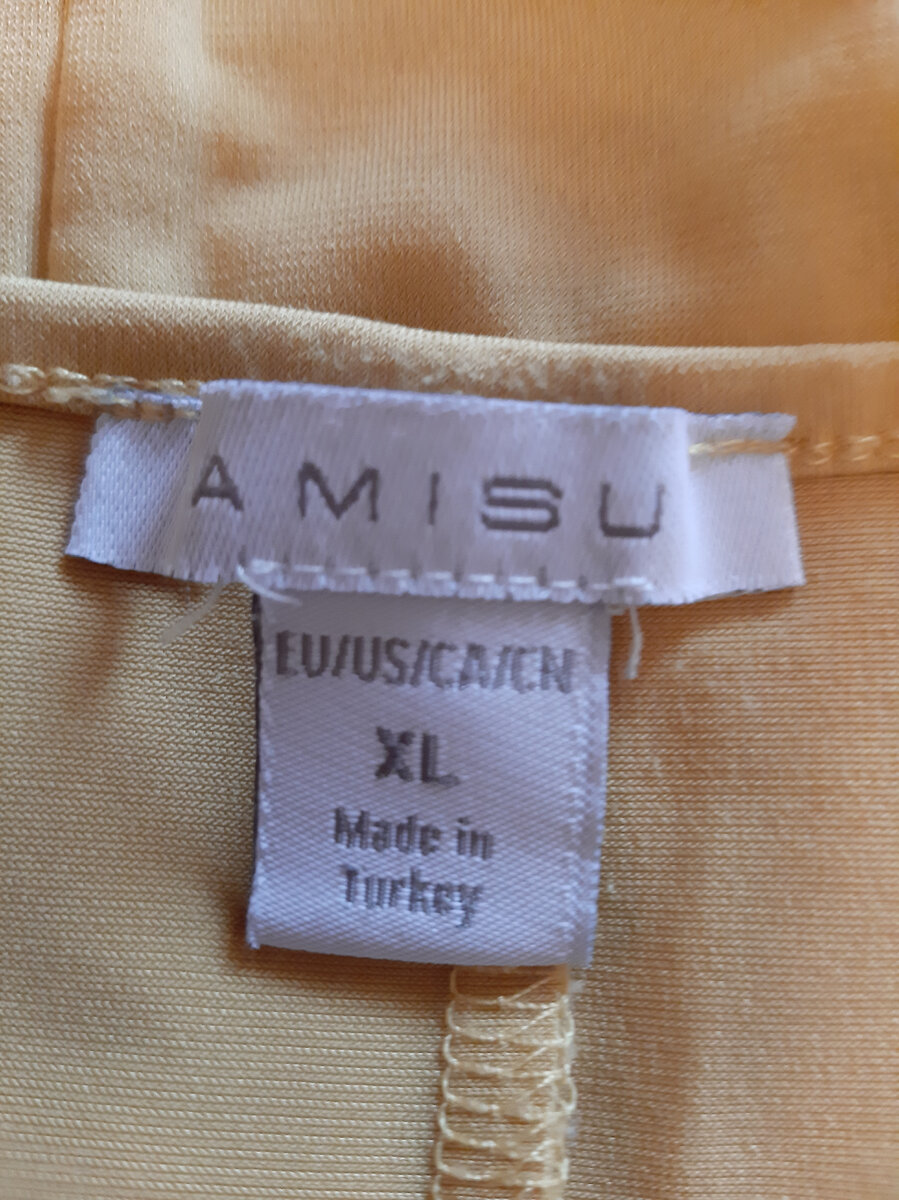 AMISU
EU/US/CA/CN
XL
Made in
Turkey